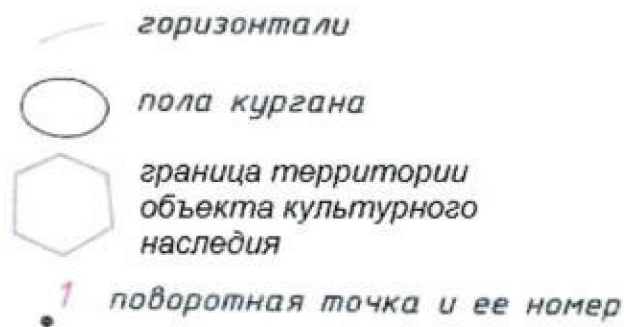 горизонтали
пола кургана
граница территории
объекта культурного
наследия
1 поворотная точка и ее номер